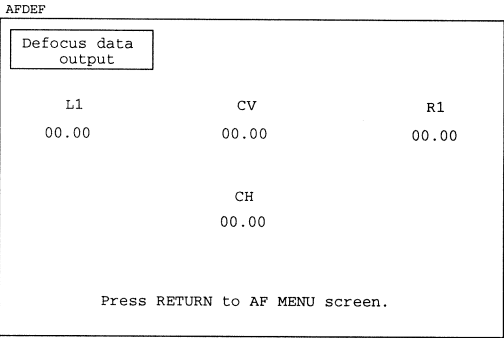 AFDEF
Defocus data
output
L1 CV R1
00.00 00.00 00.00
CH
00.00
Press RETURN to AF MENU screen.